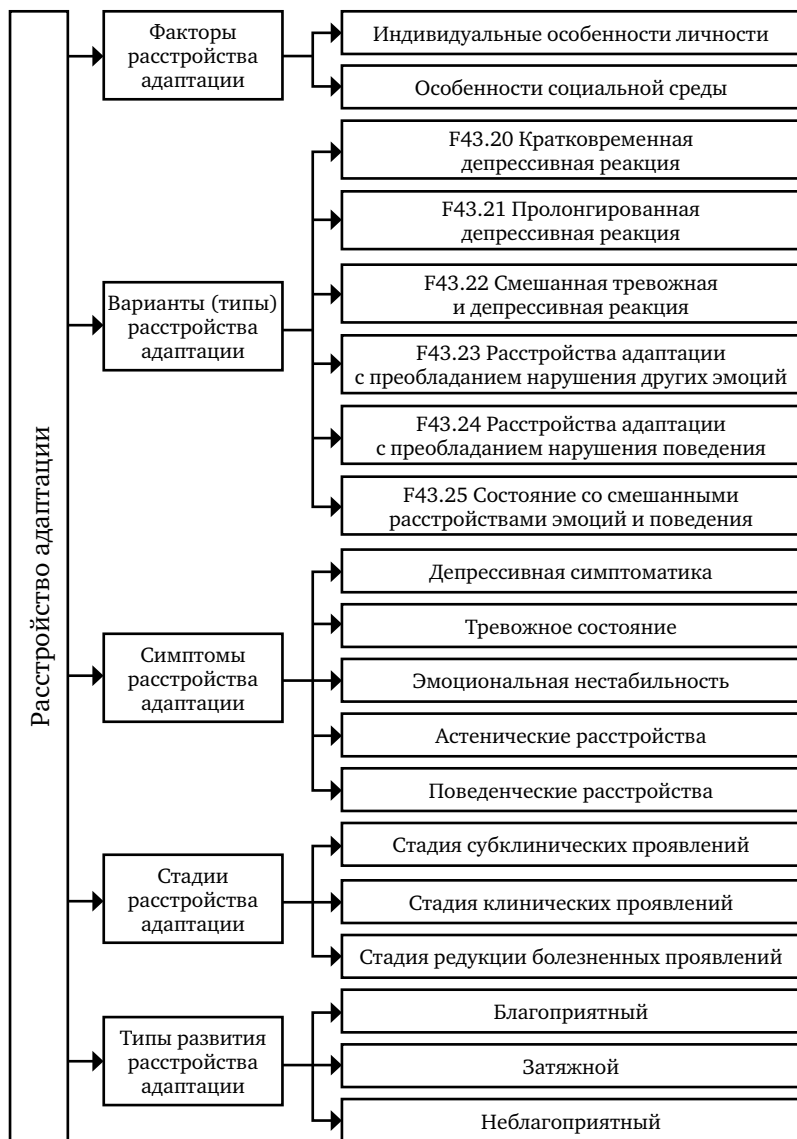 Расстройство адаптации
Факторы
расстройства
адаптации
Индивидуальные особенности личности
Особенности социальной среды
Варианты (типы)
расстройства
адаптации
F43.20 Кратковременная
депрессивная реакция
F43.21 Пролонгированная
депрессивная реакция
F43.22 Смешанная тревожная
и депрессивная реакция
F43.23 Расстройства адаптации
с преобладанием нарушения других эмоций
F43.24 Расстройства адаптации
с преобладанием нарушения поведения
F43.25 Состояние со смешанными
расстройствами эмоций и поведения
Симптомы
расстройства
адаптации
Депрессивная симптоматика
Тревожное состояние
Эмоциональная нестабильность
Астенические расстройства
Поведенческие расстройства
Стадии
расстройства
адаптации
Стадия субклинических проявлений
Стадия клинических проявлений
Стадия редукции болезненных проявлений
Типы развития
расстройства
адаптации
Благоприятный
Затяжной
Неблагоприятный